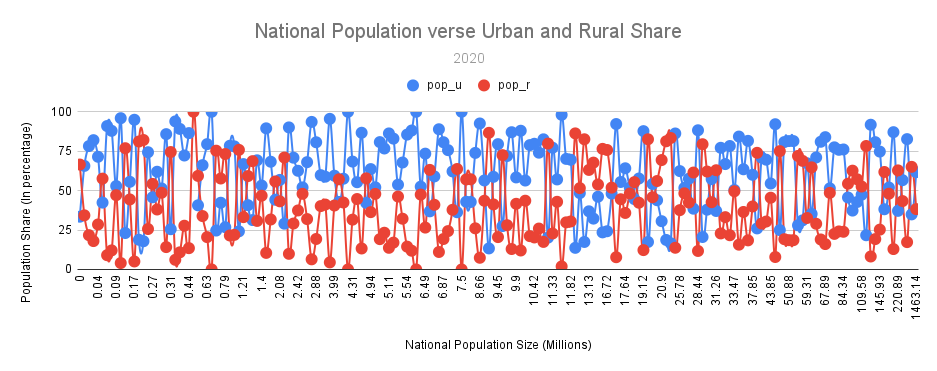 National Population verse Urban and Rural Share
2020
pop_u pop_r
Population Share (In percentage)
100
75
50
25
0
0 0.04 0.09 0.17 0.27 0.31 0.44 0.63 0.79 1.21 1.4 2.08 2.42 2.88 3.99 4.31 4.94 5.11 5.54 6.49 6.87 7.5 8.66 9.45 9.9 10.42 11.33 11.82 13.13 16.72 17.64 19.12 20.9 25.78 28.44 31.26 33.47 37.85 43.85 50.88 59.31 67.89 84.34 109.58 145.93 220.89 1463.14
National Population Size (Millions)